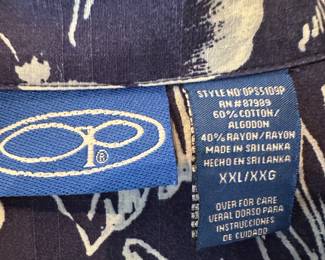 Op®
STYLE NO: OPSS109P
RN #87989
60% COTTON/
ALGODON
40% RAYON/RAYON
MADE IN SRI LANKA
HECHO EN SRI LANKA
XXL/XXG
OVER FOR CARE
VERAL DORSO PARA
INSTRUCCIONES
DE CUIDADO